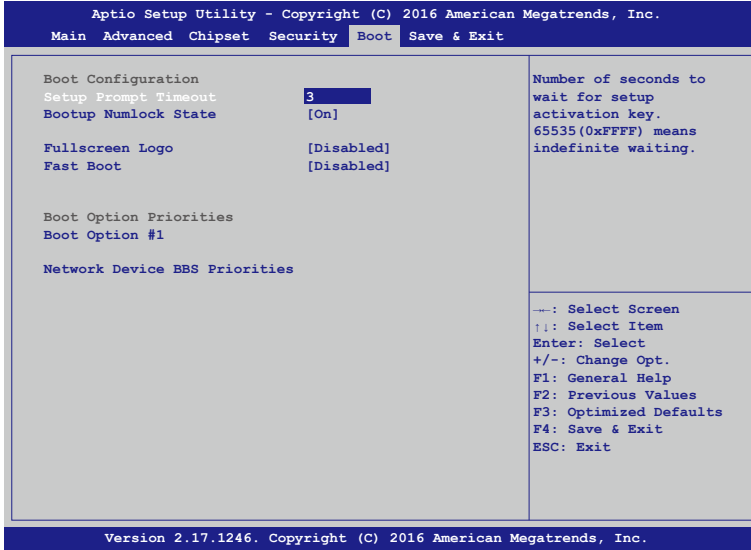 Aptio Setup Utility - Copyright (C) 2016 American Megatrends, Inc.
Main Advanced Chipset Security Boot Save & Exit
Boot Configuration
Setup Prompt Timeout 3
Bootup Numlock State [On]
Fullscreen Logo [Disabled]
Fast Boot [Disabled]
Boot Option Priorities
Boot Option #1
Network Device BBS Priorities
Number of seconds to
wait for setup
activation key.
65535(0xFFFF) means
indefinite waiting.
→←: Select Screen
↑↓: Select Item
Enter: Select
+/-: Change Opt.
F1: General Help
F2: Previous Values
F3: Optimized Defaults
F4: Save & Exit
ESC: Exit
Version 2.17.1246. Copyright (C) 2016 American Megatrends, Inc.